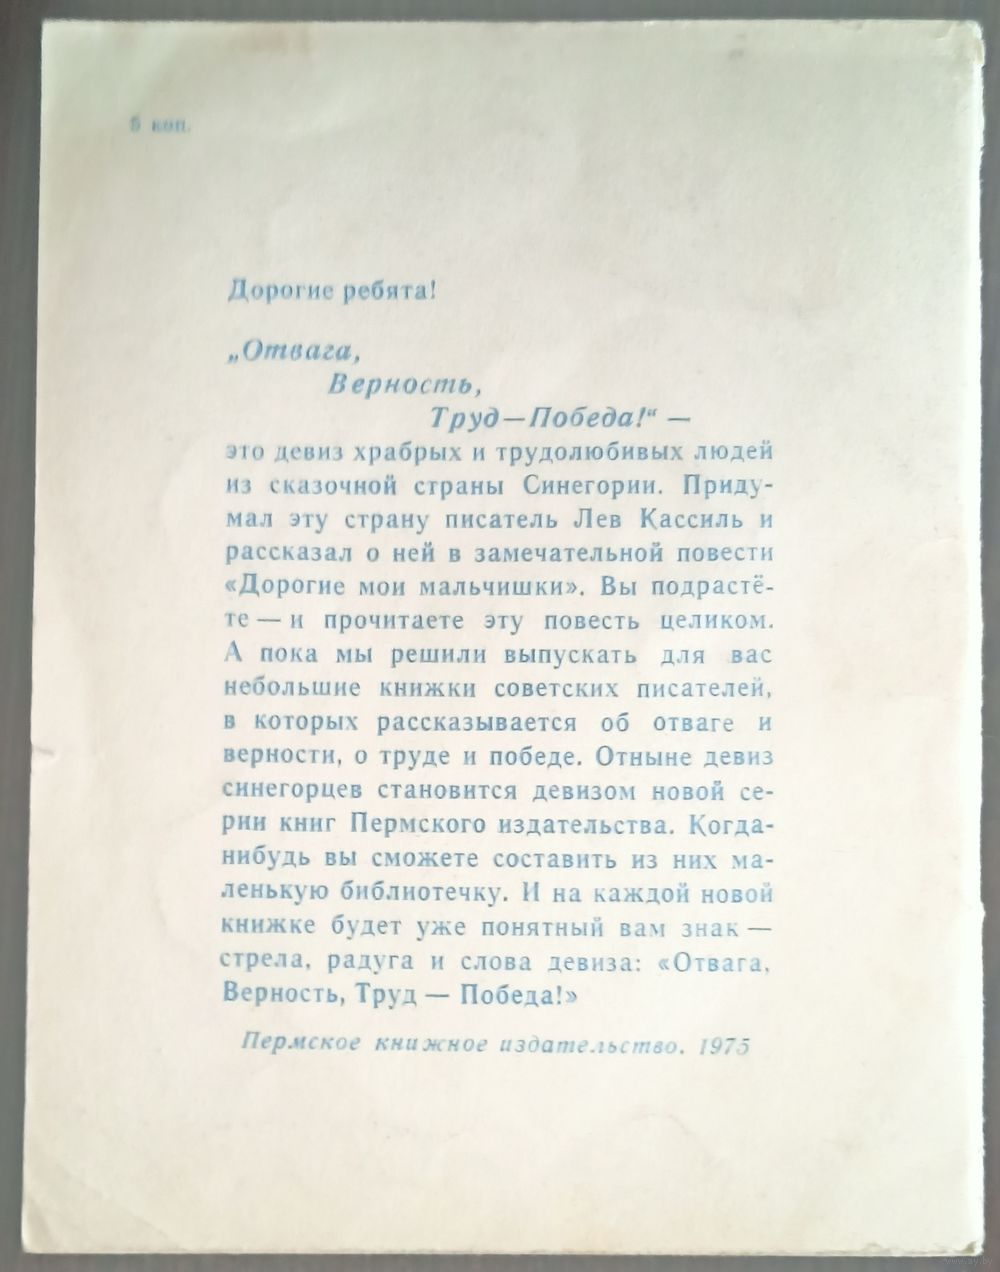 5 коп.
Дорогие ребята!
„Отвага,
Верность,
Труд—Победа!“ —
это девиз храбрых и трудолюбивых людей
из сказочной страны Синегории. Приду-
мал эту страну писатель Лев Кассиль и
рассказал о ней в замечательной повести
«Дорогие мои мальчишки». Вы подрастё-
те — и прочитаете эту повесть целиком.
А пока мы решили выпускать для вас
небольшие книжки советских писателей,
в которых рассказывается об отваге и
верности, о труде и победе. Отныне девиз
синегорцев становится девизом новой се-
рии книг Пермского издательства. Когда-
нибудь вы сможете составить из них ма-
ленькую библиотечку. И на каждой новой
книжке будет уже понятный вам знак —
стрела, радуга и слова девиза: «Отвага,
Верность, Труд — Победа!»
Пермское книжное издательство. 1975